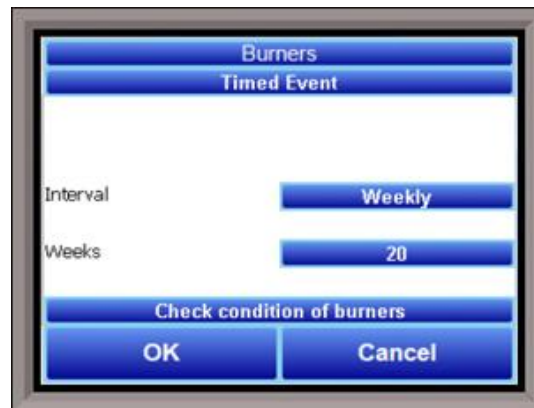 Burners
Timed Event
Interval Weekly
Weeks 20
Check condition of burners
OK Cancel